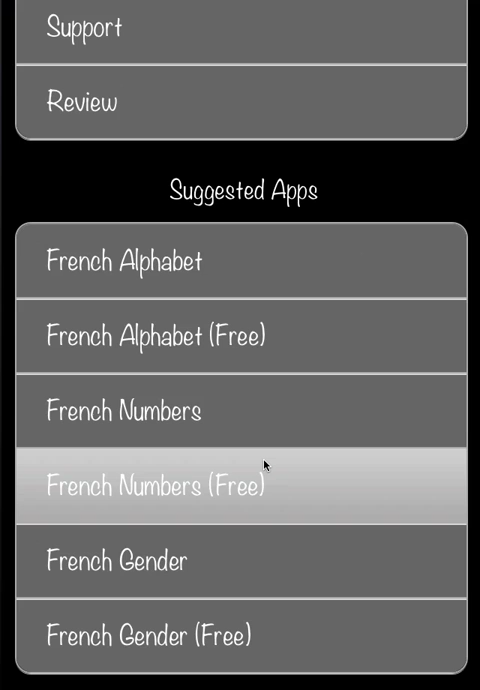 Support
Review
Suggested Apps
French Alphabet
French Alphabet (Free)
French Numbers
French Numbers (Free)
French Gender
French Gender (Free)